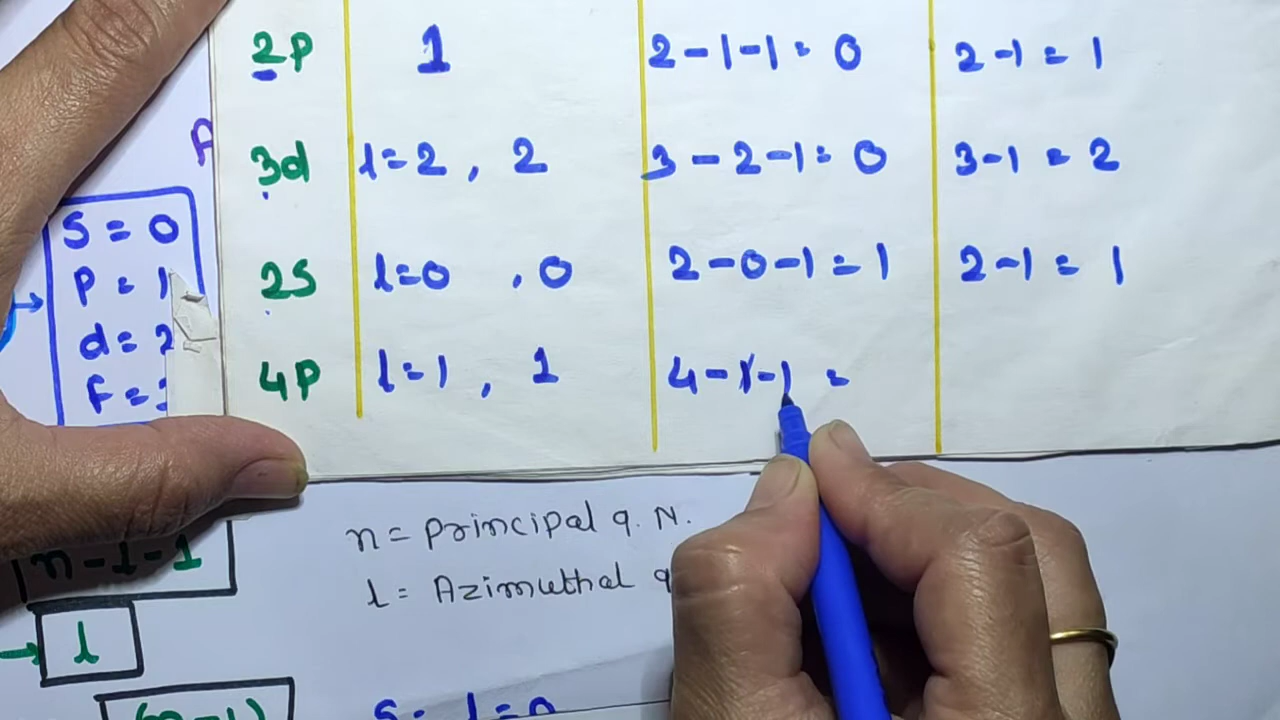 2P 1 2-1-1=0 2-1=1
3d l=2, 2 3-2-1=0 3-1=2
2S l=0, 0 2-0-1=1 2-1=1
4P l=1, 1 4-1-1=
A
S=0
P=1
d=2
F=
n-l-1
l
(n-1)
n=Principal q.N.
l=Azimuthal q
S- l=0